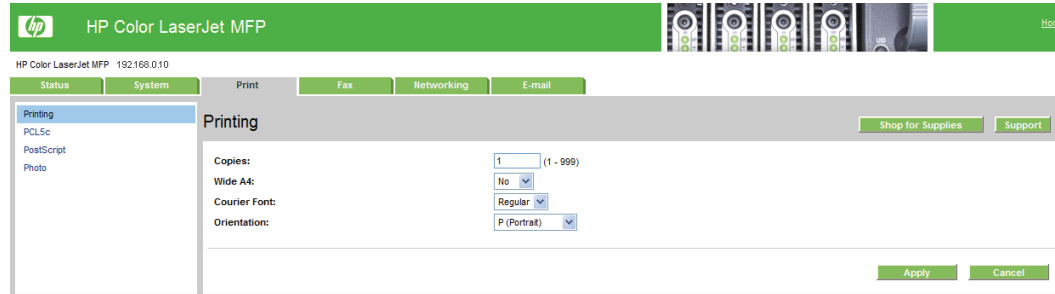 hp HP Color LaserJet MFP
HP Color LaserJet MFP 192.168.0.10
Status System Print Fax Networking E-mail
Printing
PCL5c
PostScript
Photo
Printing
Shop for Supplies Support
Copies: 1 (1 - 999)
Wide A4: No
Courier Font: Regular
Orientation: P (Portrait)
Apply Cancel